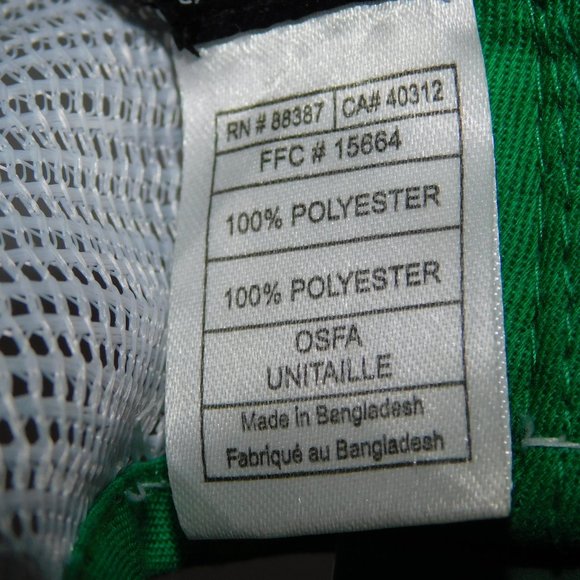 RN # 88387 CA# 40312
FFC # 15664
100% POLYESTER
100% POLYESTER
OSFA
UNITAILLE
Made in Bangladesh
Fabriqué au Bangladesh